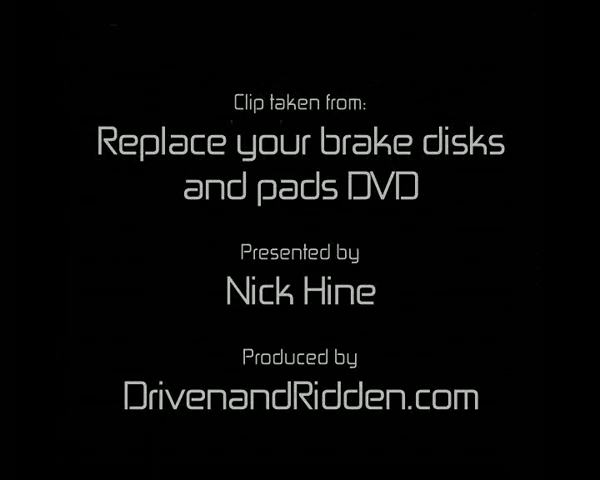 Clip taken from:
Replace your brake disks
and pads DVD
Presented by
Nick Hine
Produced by
DrivenandRidden.com